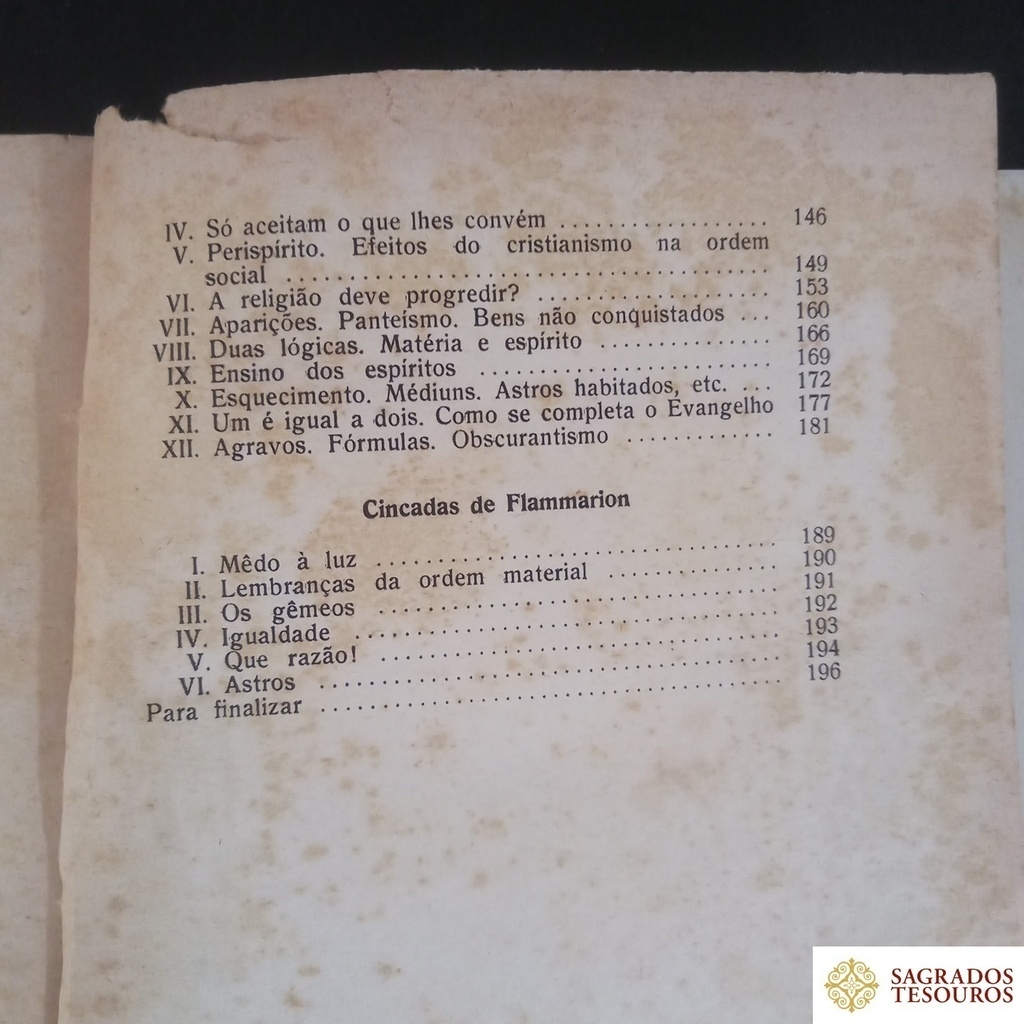 IV. Só aceitam o que lhes convém .................. 146
V. Perispírito. Efeitos do cristianismo na ordem
social ........................................ 149
VI. A religião deve progredir? .................... 153
VII. Aparições. Panteísmo. Bens não conquistados ... 160
VIII. Duas lógicas. Matéria e espírito ............... 166
IX. Ensino dos espíritos ......................... 169
X. Esquecimento. Médiuns. Astros habitados, etc. ... 172
XI. Um é igual a dois. Como se completa o Evangelho 177
XII. Agravos. Fórmulas. Obscurantismo ............. 181
Cincadas de Flammarion
I. Mêdo à luz .................................. 189
II. Lembranças da ordem material ............... 190
III. Os gêmeos .................................. 191
IV. Igualdade .................................... 192
V. Que razão! .................................. 193
VI. Astros ....................................... 194
Para finalizar ....................................... 196
SAGRADOS
TESOUROS